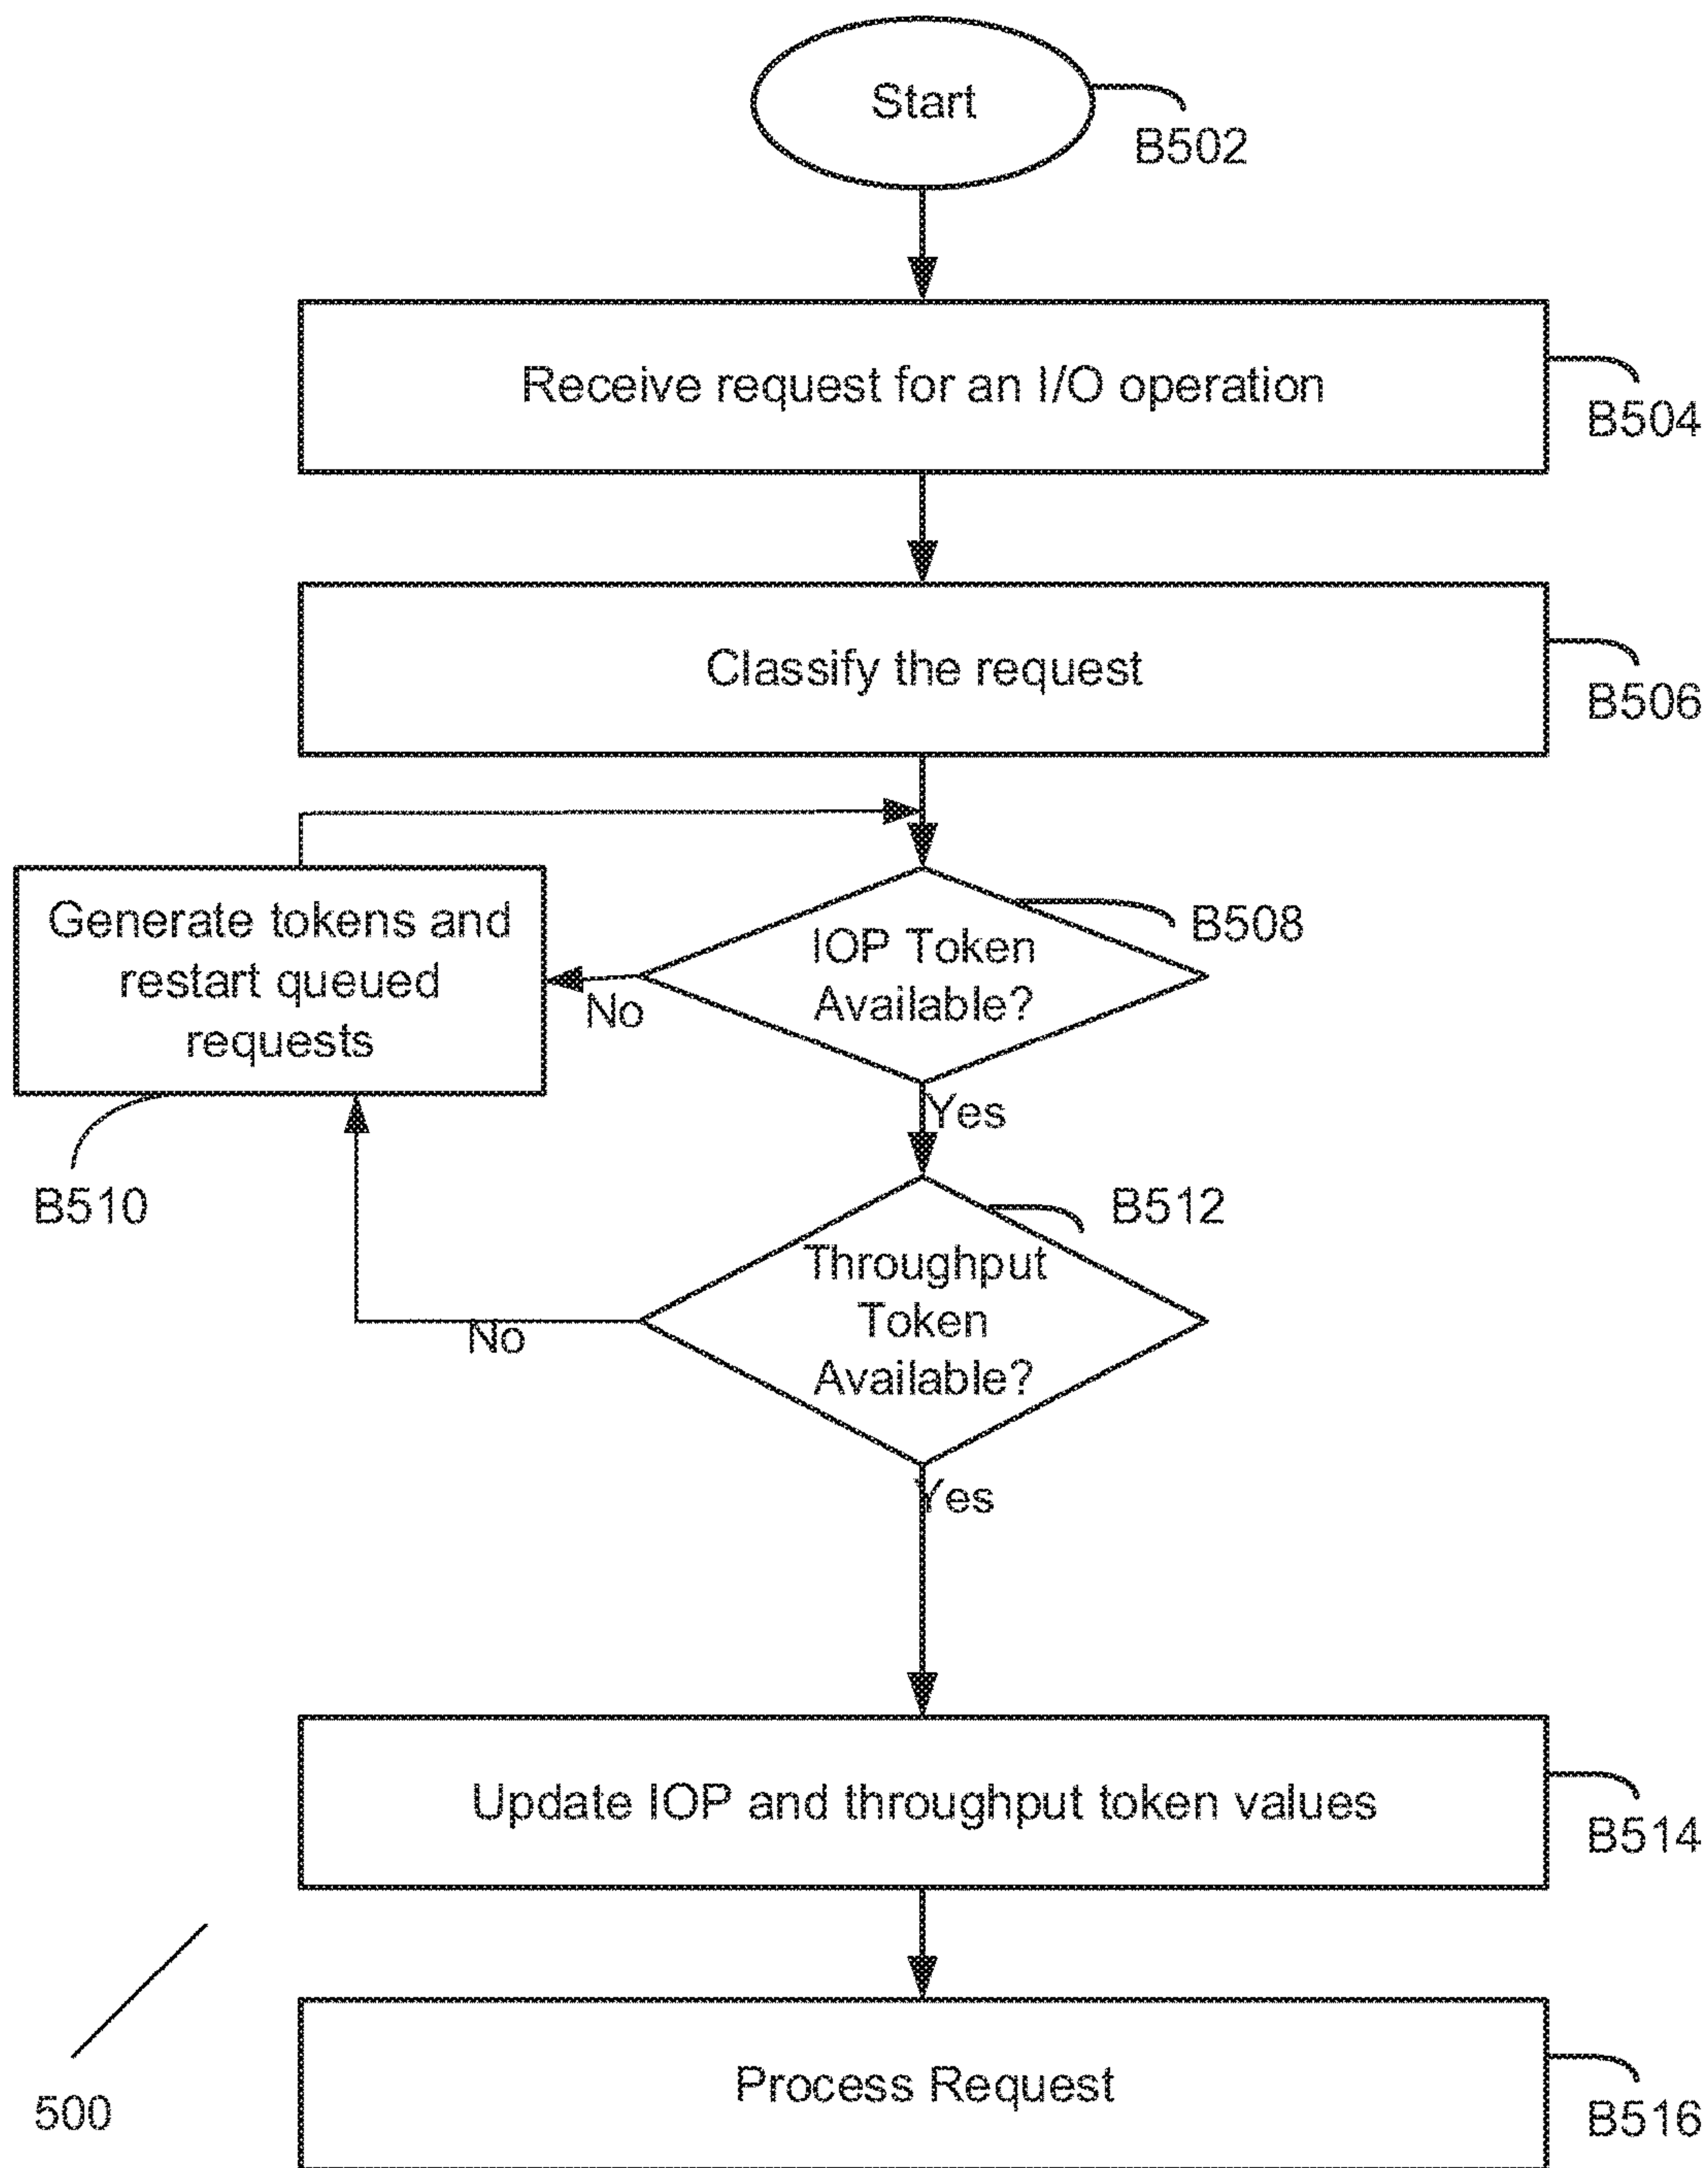 Start
B502
Receive request for an I/O operation
B504
Classify the request
B506
Generate tokens and
restart queued
requests
B510
IOP Token
Available?
B508
No
Yes
Throughput
Token
Available?
B512
No
Yes
Update IOP and throughput token values
B514
Process Request
B516
500